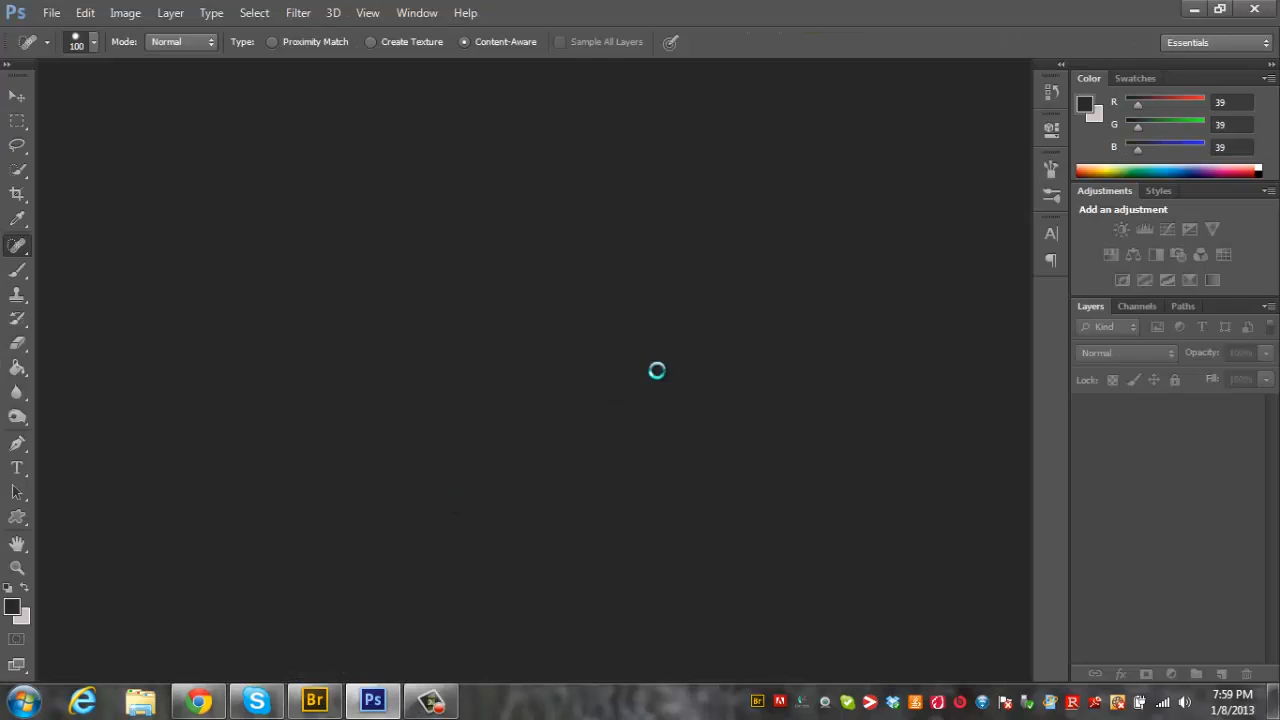 Ps File Edit Image Layer Type Select Filter 3D View Window Help
100 Mode: Normal Type: Proximity Match Create Texture Content-Aware Sample All Layers Essentials
Color Swatches
R 39
G 39
B 39
Adjustments Styles
Add an adjustment
Layers Channels Paths
Kind
Normal Opacity: 100%
Lock: Fill: 100%
Br Ps
7:59 PM
1/8/2013